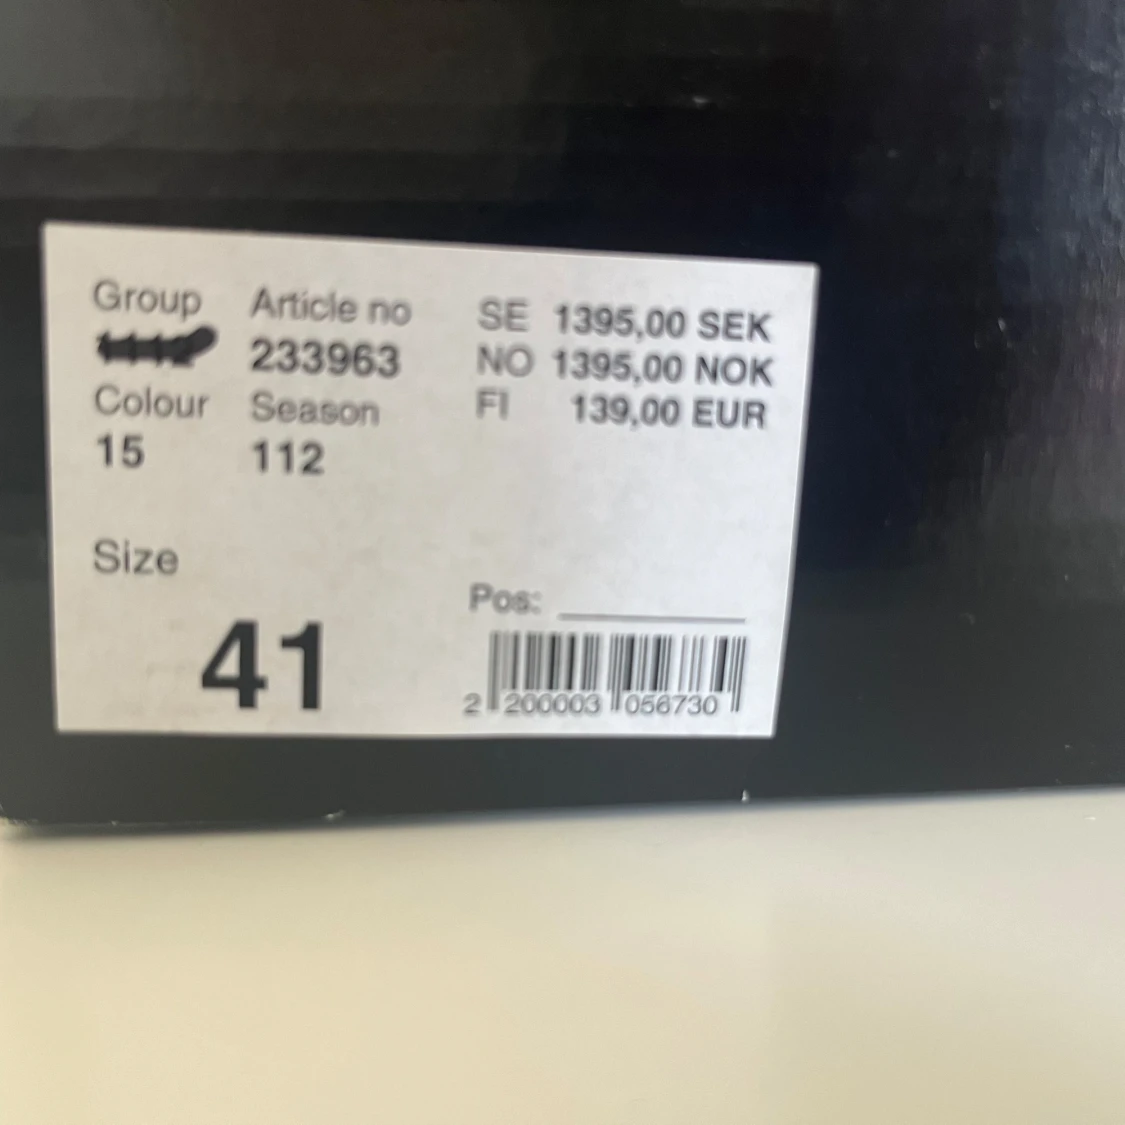 Group Article no
233963
Colour Season
15 112
Size
41
SE 1395,00 SEK
NO 1395,00 NOK
FI 139,00 EUR
Pos:
2 200003 056730